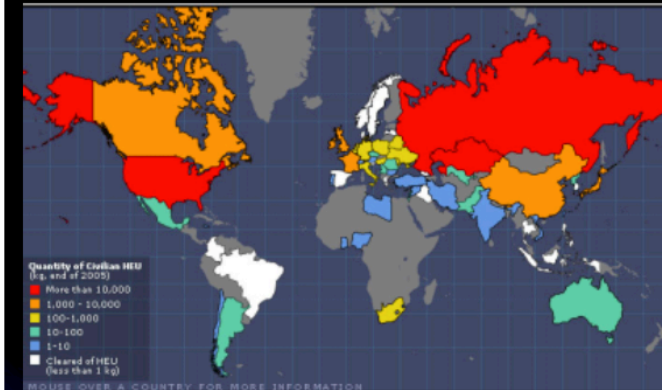 Quantity of Civilian HEU
(kg, end of 2005)
More than 10,000
1,000 - 10,000
100-1,000
10-100
1-10
Cleared of HEU
(less than 1 kg)
MOUSE OVER A COUNTRY FOR MORE INFORMATION